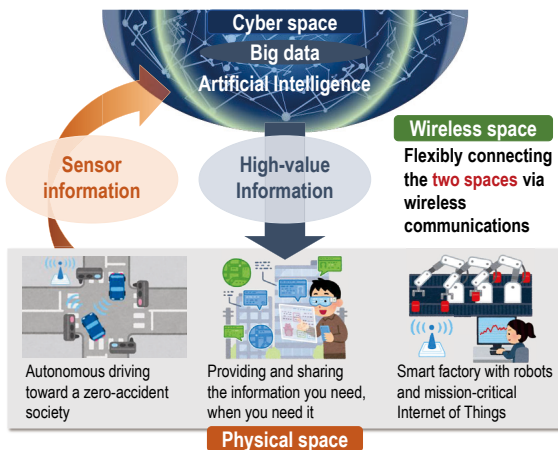 Cyber space
Big data
Artificial Intelligence
Wireless space
Sensor
information
High-value
Information
Flexibly connecting
the two spaces via
wireless
communications
Autonomous driving
toward a zero-accident
society
Providing and sharing
the information you need,
when you need it
Smart factory with robots
and mission-critical
Internet of Things
Physical space